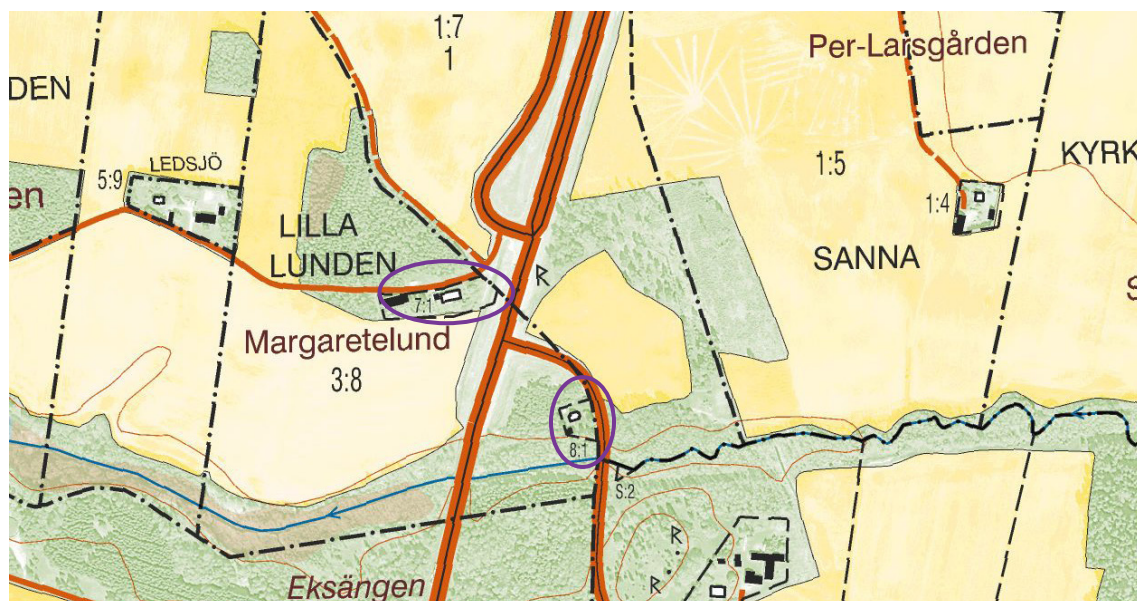 1:7
1
Per-Larsgården
DEN
LEDSJÖ
5:9
1:5
KYRK
en
1:4
LILLA
LUNDEN
SANNA
R
7:1
S
Margaretelund
3:8
8:1
S:2
R
R
Eksängen